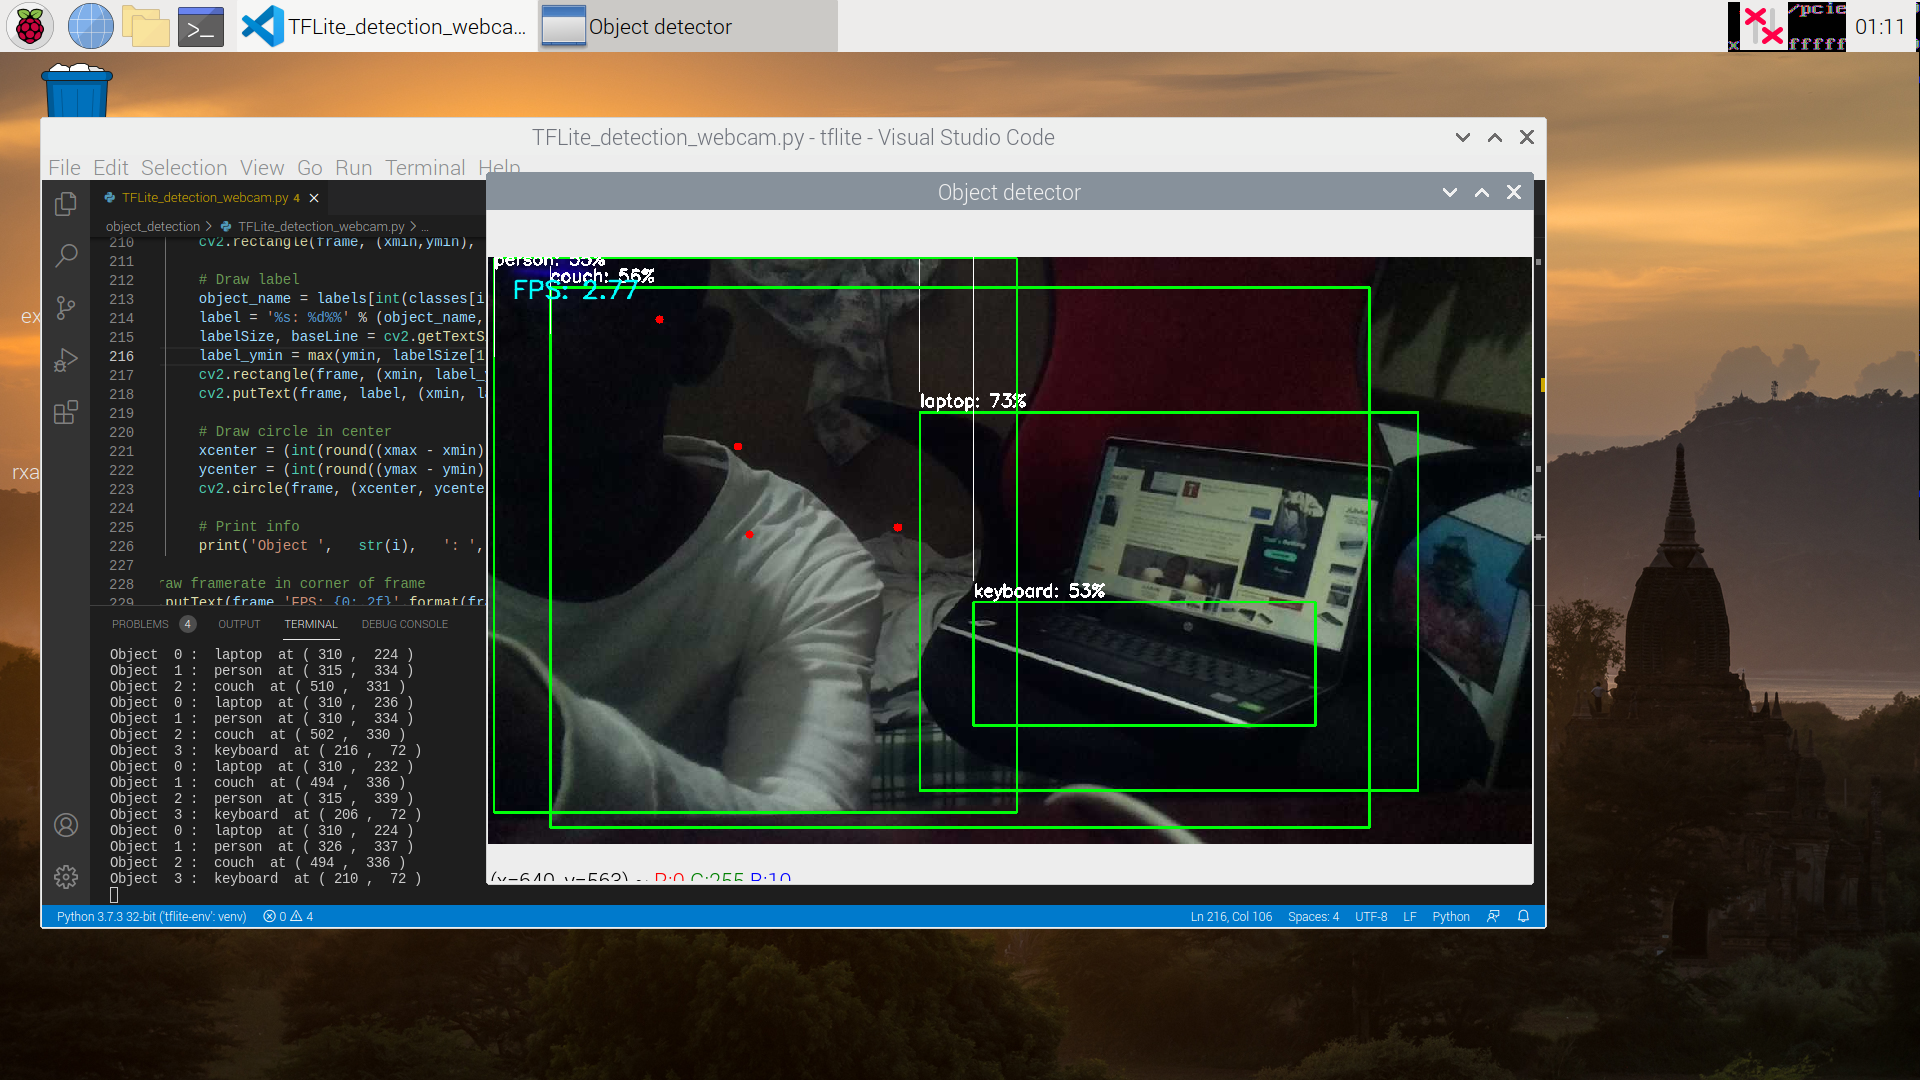 TFLite_detection_webca...
Object detector
/pcie
fffff
01:11
ex
rxa
TFLite_detection_webcam.py - tflite - Visual Studio Code
File Edit Selection View Go Run Terminal Help
TFLite_detection_webcam.py 4
object_detection > TFLite_detection_webcam.py > ...
210 cv2.rectangle(frame, (xmin,ymin),
211
212 # Draw label
213 object_name = labels[int(classes[i
214 label = '%s: %d%%' % (object_name,
215 labelSize, baseLine = cv2.getTextS
216 label_ymin = max(ymin, labelSize[1
217 cv2.rectangle(frame, (xmin, label_
218 cv2.putText(frame, label, (xmin, la
219
220 # Draw circle in center
221 xcenter = (int(round((xmax - xmin)
222 ycenter = (int(round((ymax - ymin)
223 cv2.circle(frame, (xcenter, ycente
224
225 # Print info
226 print('Object ', str(i), ': ',
227
228 raw framerate in corner of frame
229 putText(frame,'FPS: {0:.2f}'.format(fr
PROBLEMS 4 OUTPUT TERMINAL DEBUG CONSOLE
Object 0 : laptop at ( 310 , 224 )
Object 1 : person at ( 315 , 334 )
Object 2 : couch at ( 510 , 331 )
Object 0 : laptop at ( 310 , 236 )
Object 1 : person at ( 310 , 334 )
Object 2 : couch at ( 502 , 330 )
Object 3 : keyboard at ( 216 , 72 )
Object 0 : laptop at ( 310 , 232 )
Object 1 : couch at ( 494 , 336 )
Object 2 : person at ( 315 , 339 )
Object 3 : keyboard at ( 206 , 72 )
Object 0 : laptop at ( 310 , 224 )
Object 1 : person at ( 326 , 337 )
Object 2 : couch at ( 494 , 336 )
Object 3 : keyboard at ( 210 , 72 )
Python 3.7.3 32-bit ('tflite-env': venv) 0 4
Ln 216, Col 106 Spaces: 4 UTF-8 LF Python
Object detector
person: 55%
couch: 56%
FPS: 2.77
laptop: 73%
keyboard: 53%
(x=640, y=563) ~ R:0 G:255 B:10